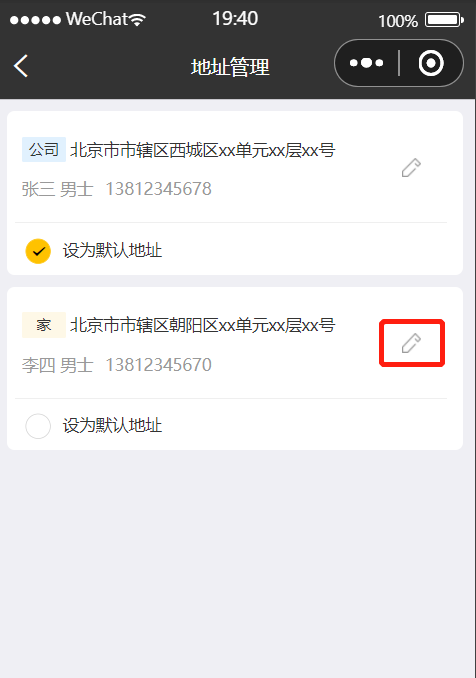 WeChat 19:40 100%
地址管理
公司 北京市市辖区西城区xx单元xx层xx号
张三 男士 13812345678
设为默认地址
家 北京市市辖区朝阳区xx单元xx层xx号
李四 男士 13812345670
设为默认地址